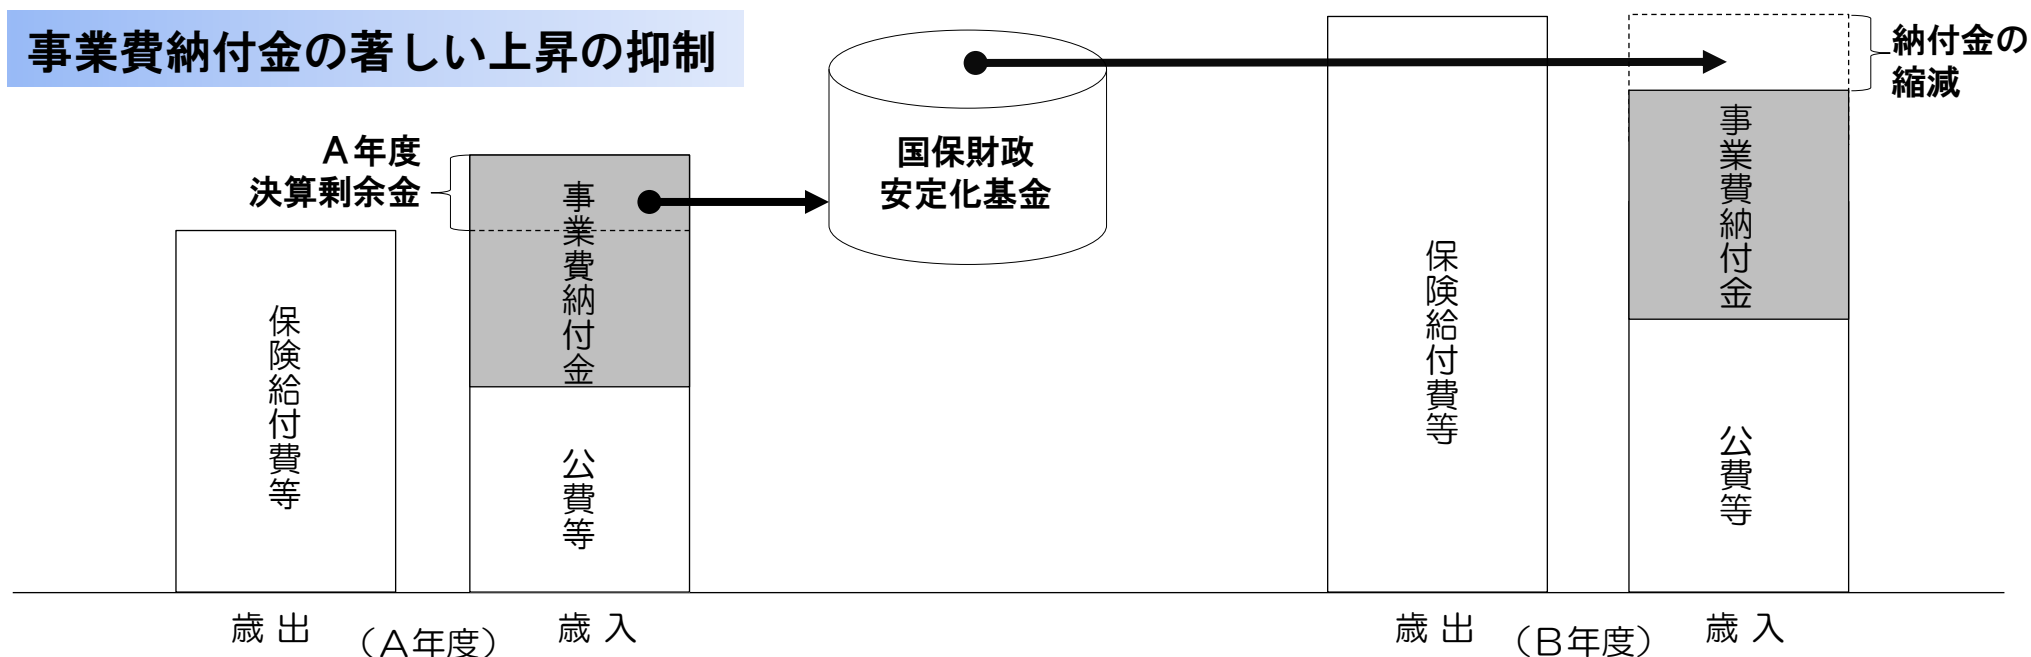 事業費納付金の著しい上昇の抑制
A年度
決算剰余金
保険給付費等
事業費納付金
公費等
国保財政
安定化基金
保険給付費等
事業費納付金
公費等
納付金の
縮減
歳出
(A年度)
歳入
歳出
(B年度)
歳入